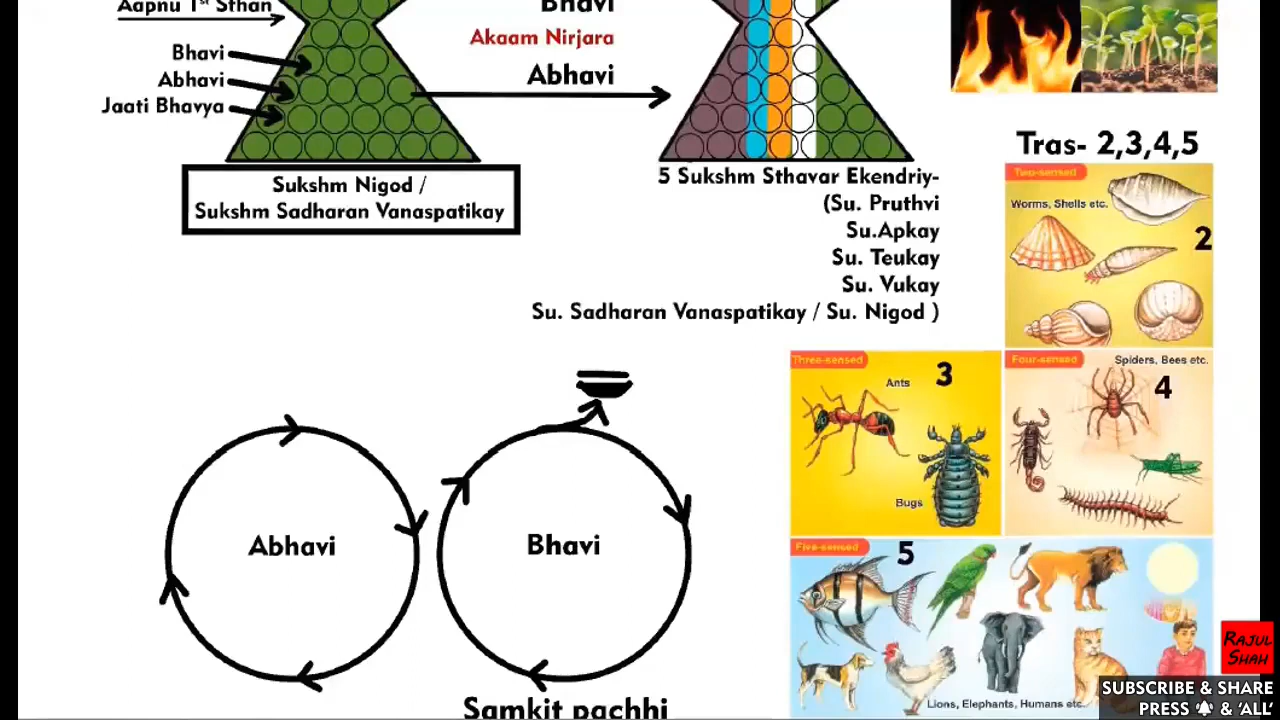 Aapnu 1st Sthan
Bhavi
Akaam Nirjara
Abhavi
Bhavi
Abhavi
Jaati Bhavya
Sukshm Nigod /
Sukshm Sadharan Vanaspatikay
5 Sukshm Sthavar Ekendriy-
(Su. Pruthvi
Su.Apkay
Su. Teukay
Su. Vukay
Su. Sadharan Vanaspatikay / Su. Nigod )
Tras- 2,3,4,5
Two-sensed
Worms, Shells etc.
2
Three-sensed
Ants
3
Bugs
Four-sensed
Spiders, Bees etc.
4
Five-sensed
5
Lions, Elephants, Humans etc.
Abhavi
Bhavi
Samkit pachhi
RAJUL
SHAH
SUBSCRIBE & SHARE
PRESS & 'ALL'